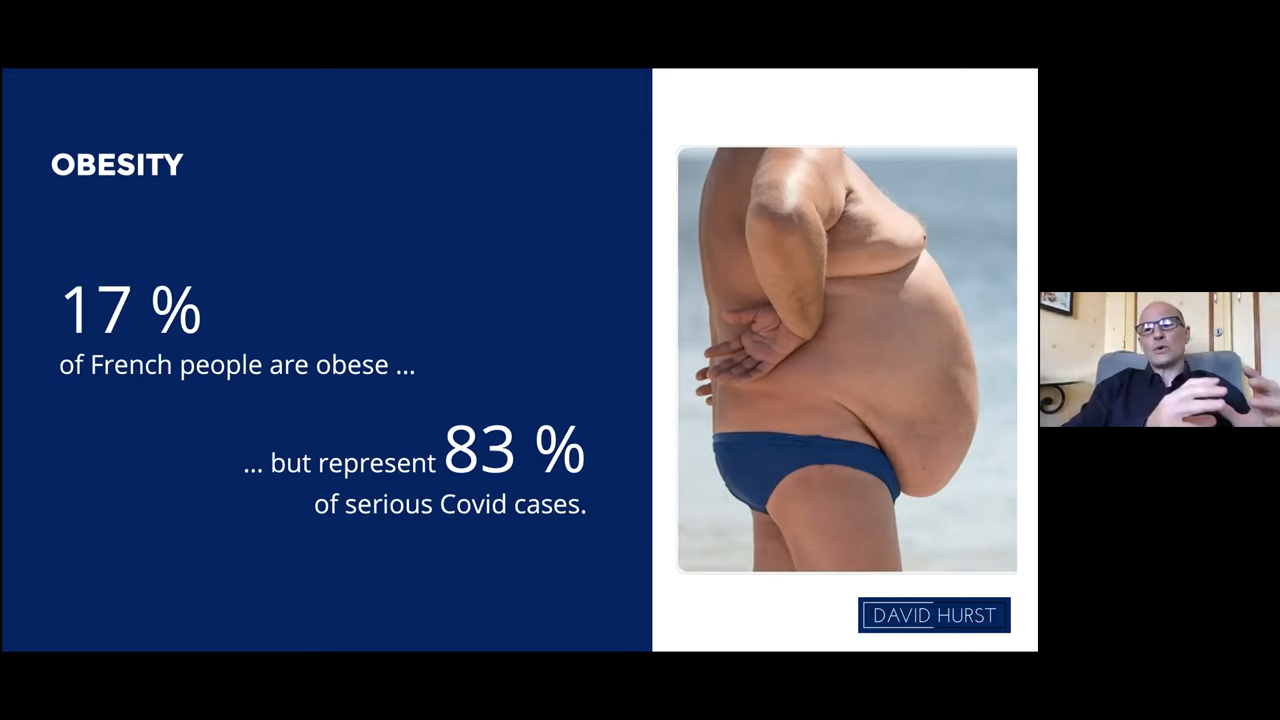 OBESITY
17 %
of French people are obese ...
... but represent 83 %
of serious Covid cases.
DAVID HURST